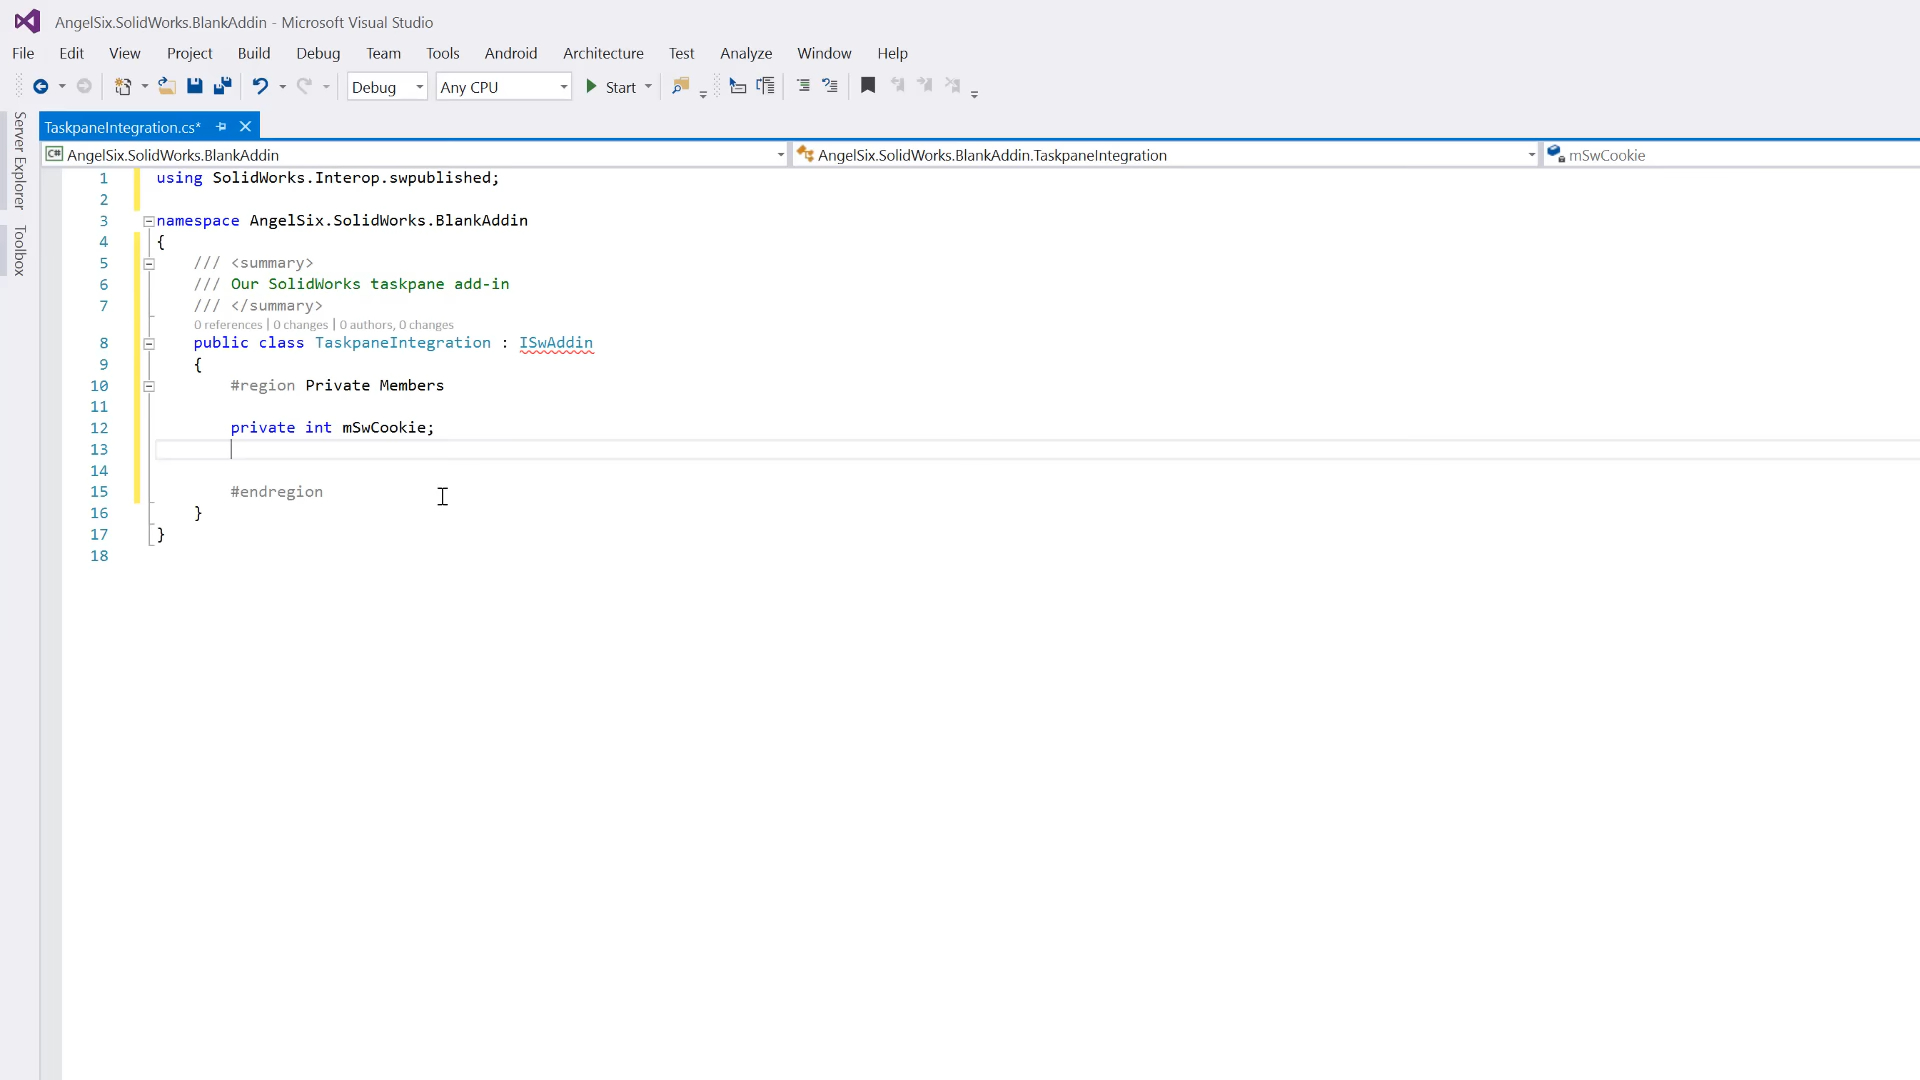 AngelSix.SolidWorks.BlankAddin - Microsoft Visual Studio
File Edit View Project Build Debug Team Tools Android Architecture Test Analyze Window Help
Debug Any CPU Start
Server Explorer
Toolbox
TaskpaneIntegration.cs*
C# AngelSix.SolidWorks.BlankAddin AngelSix.SolidWorks.BlankAddin.TaskpaneIntegration mSwCookie
1 using SolidWorks.Interop.swpublished;
2
3 namespace AngelSix.SolidWorks.BlankAddin
4 {
5 /// <summary>
6 /// Our SolidWorks taskpane add-in
7 /// </summary>
0 references | 0 changes | 0 authors, 0 changes
8 public class TaskpaneIntegration : ISwAddin
9 {
10 #region Private Members
11
12 private int mSwCookie;
13
14
15 #endregion
16 }
17 }
18